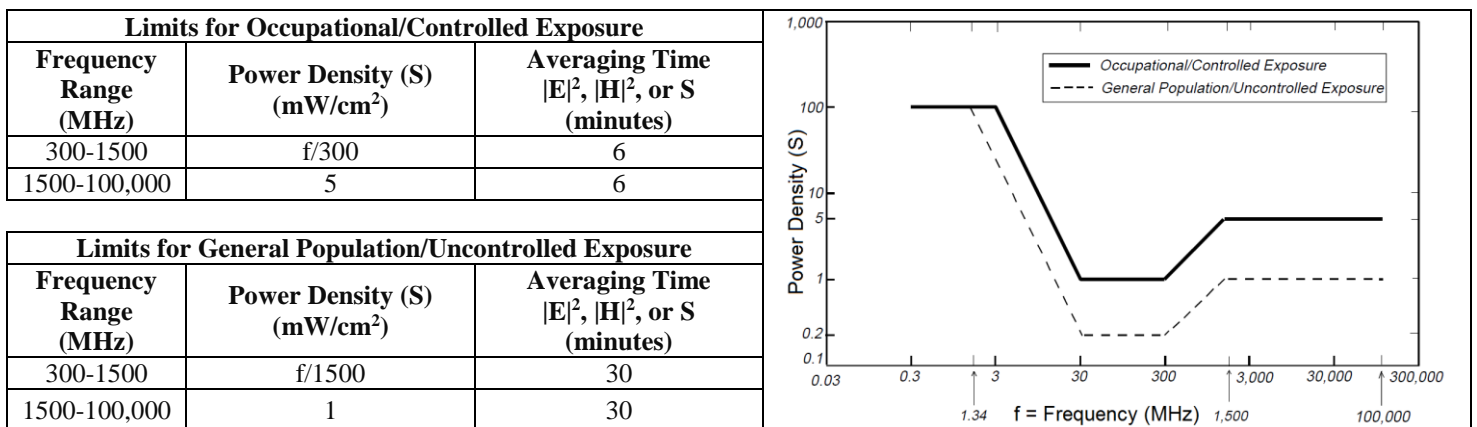 Limits for Occupational/Controlled Exposure
Frequency
Range
(MHz)
Power Density (S)
(mW/cm²)
Averaging Time
|E|², |H|², or S
(minutes)
300-1500 f/300 6
1500-100,000 5 6
Limits for General Population/Uncontrolled Exposure
Frequency
Range
(MHz)
Power Density (S)
(mW/cm²)
Averaging Time
|E|², |H|², or S
(minutes)
300-1500 f/1500 30
1500-100,000 1 30
Occupational/Controlled Exposure
General Population/Uncontrolled Exposure
Power Density (S)
1,000
100
10
5
1
0.2
0.1
0.03 0.3 3 30 300 3,000 30,000 300,000
1.34 f = Frequency (MHz) 1,500 100,000